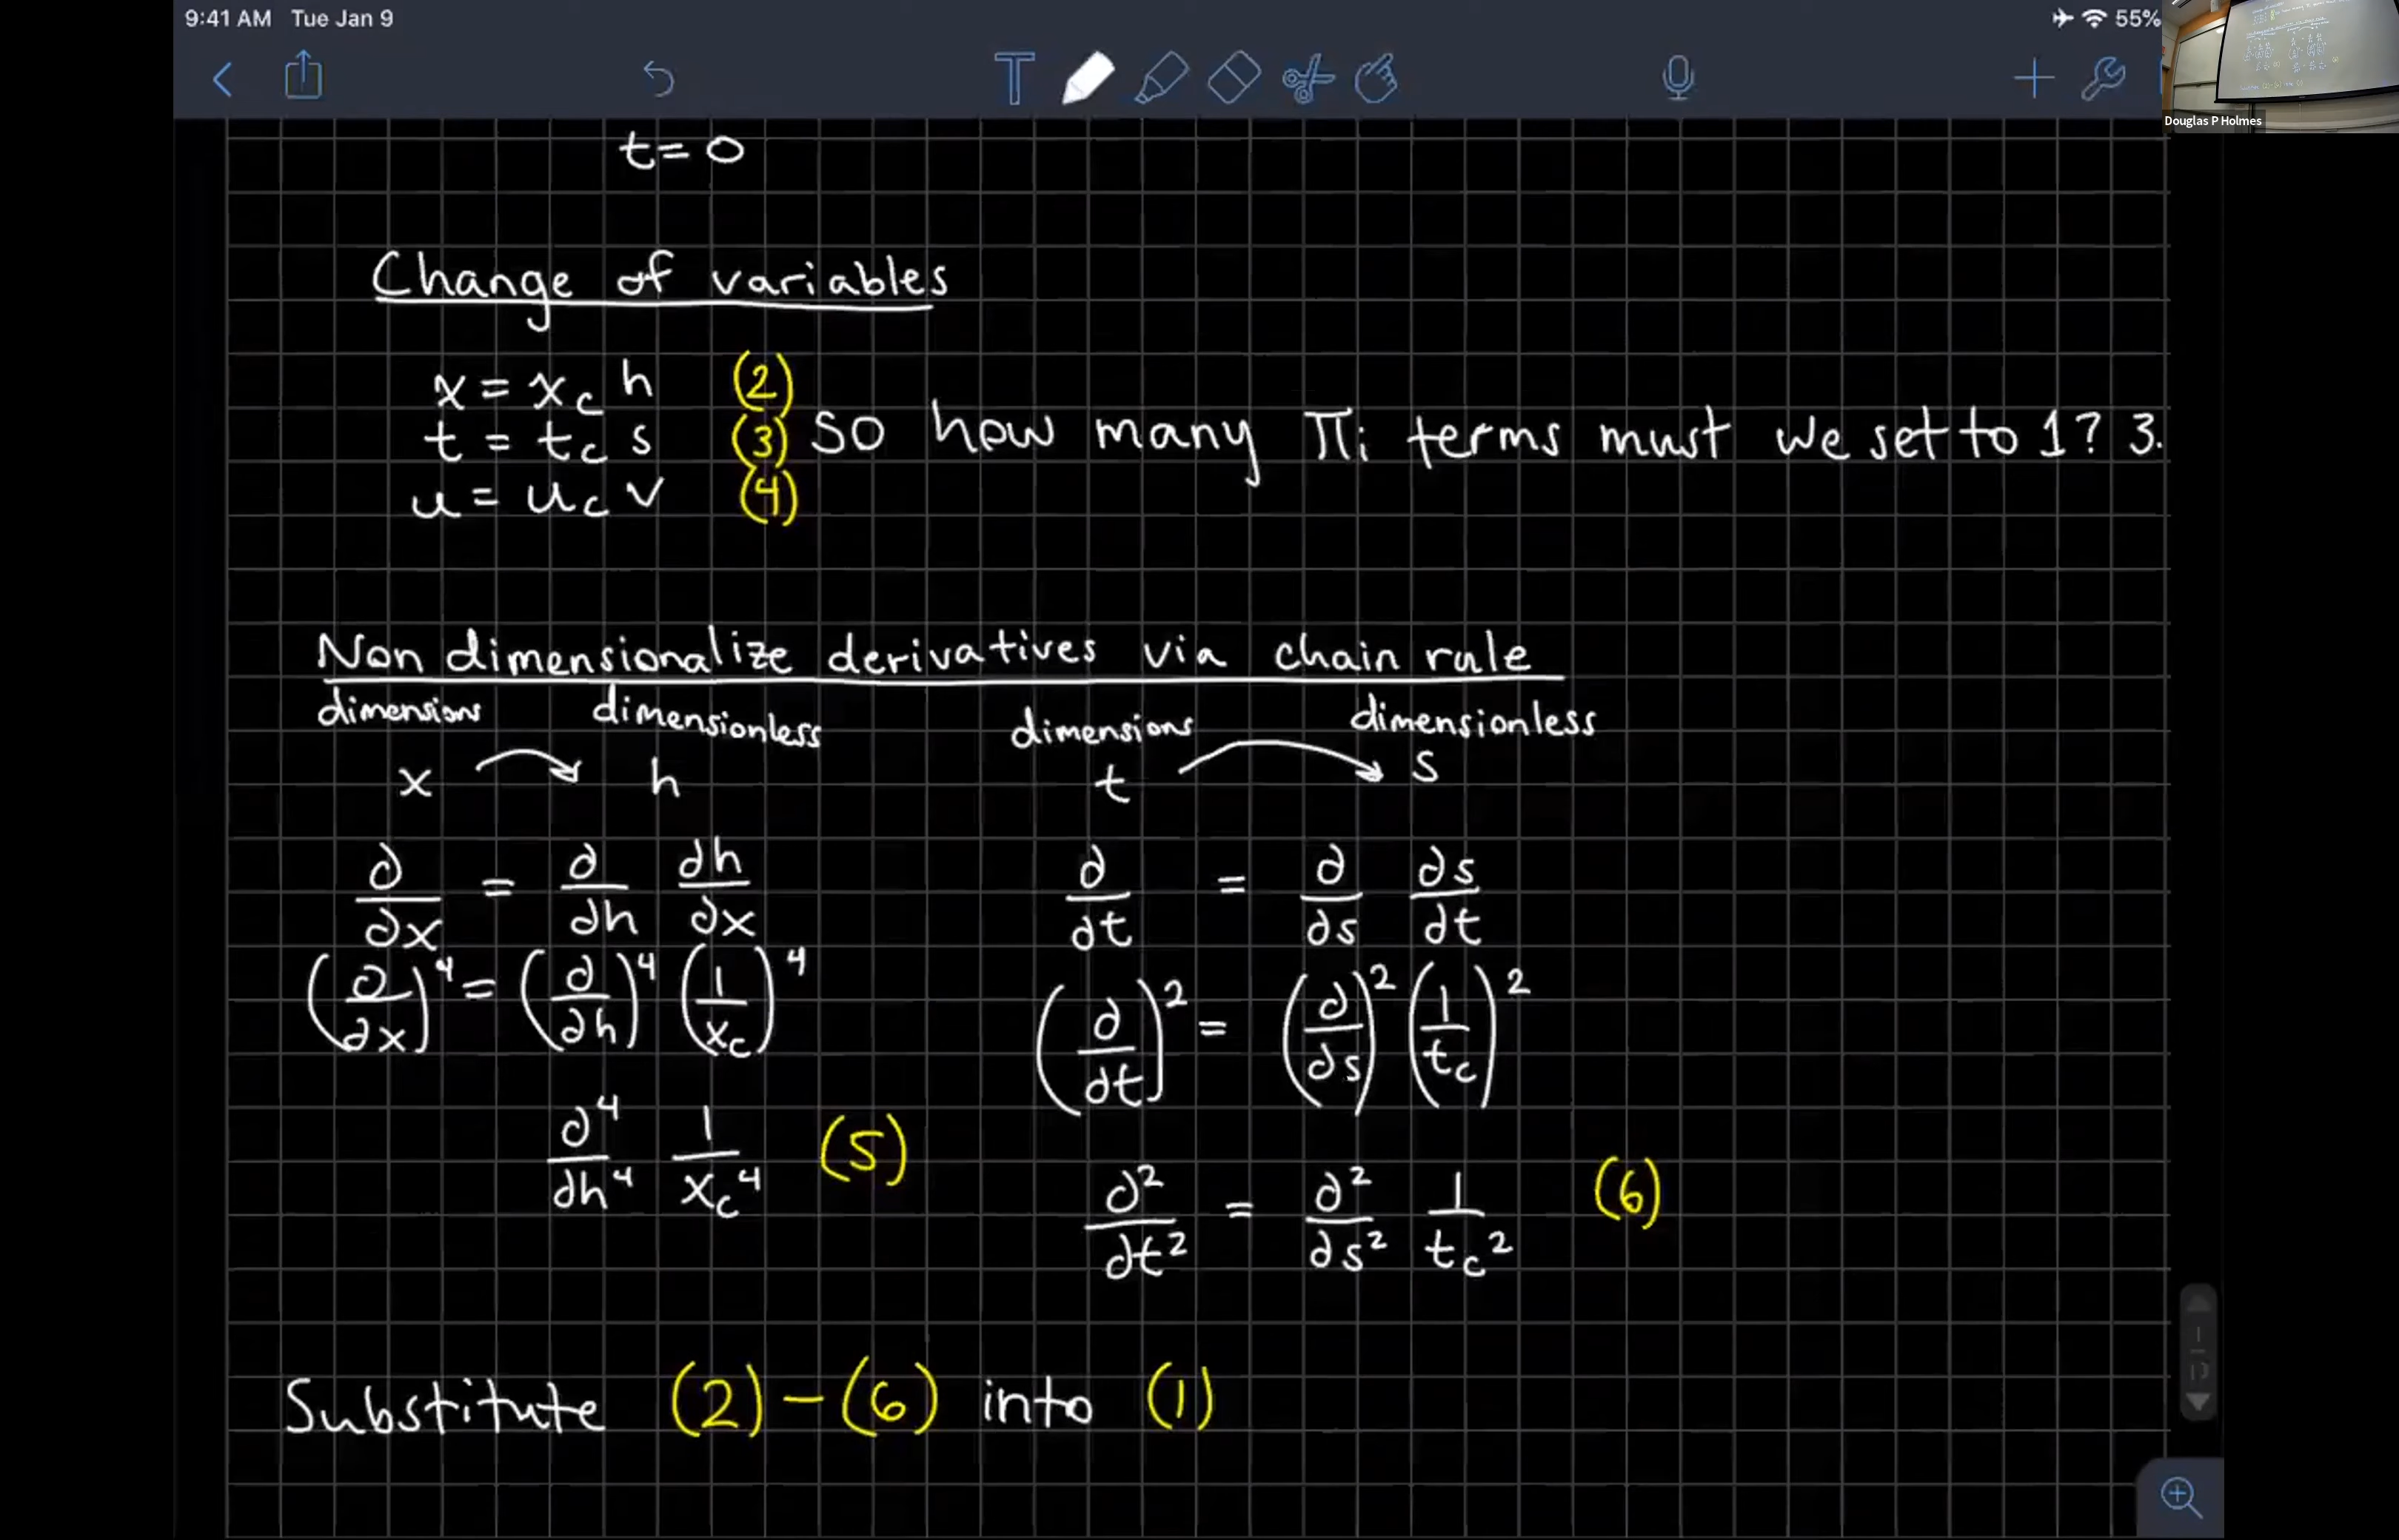 9:41 AM Tue Jan 9
55%
Douglas P Holmes
t = 0
Change of variables
x = x_c h (2)
t = t_c s (3) So how many Π_i terms must we set to 1? 3.
u = u_c v (4)
Non dimensionalize derivatives via chain rule
dimensions dimensionless dimensions dimensionless
x → h t → s
∂/∂x = ∂/∂h ∂h/∂x ∂/∂t = ∂/∂s ∂s/∂t
(∂/∂x)^4 = (∂/∂h)^4 (1/x_c)^4 (∂/∂t)^2 = (∂/∂s)^2 (1/t_c)^2
∂^4/∂h^4 1/x_c^4 (5) ∂^2/∂t^2 = ∂^2/∂s^2 1/t_c^2 (6)
Substitute (2) - (6) into (1)